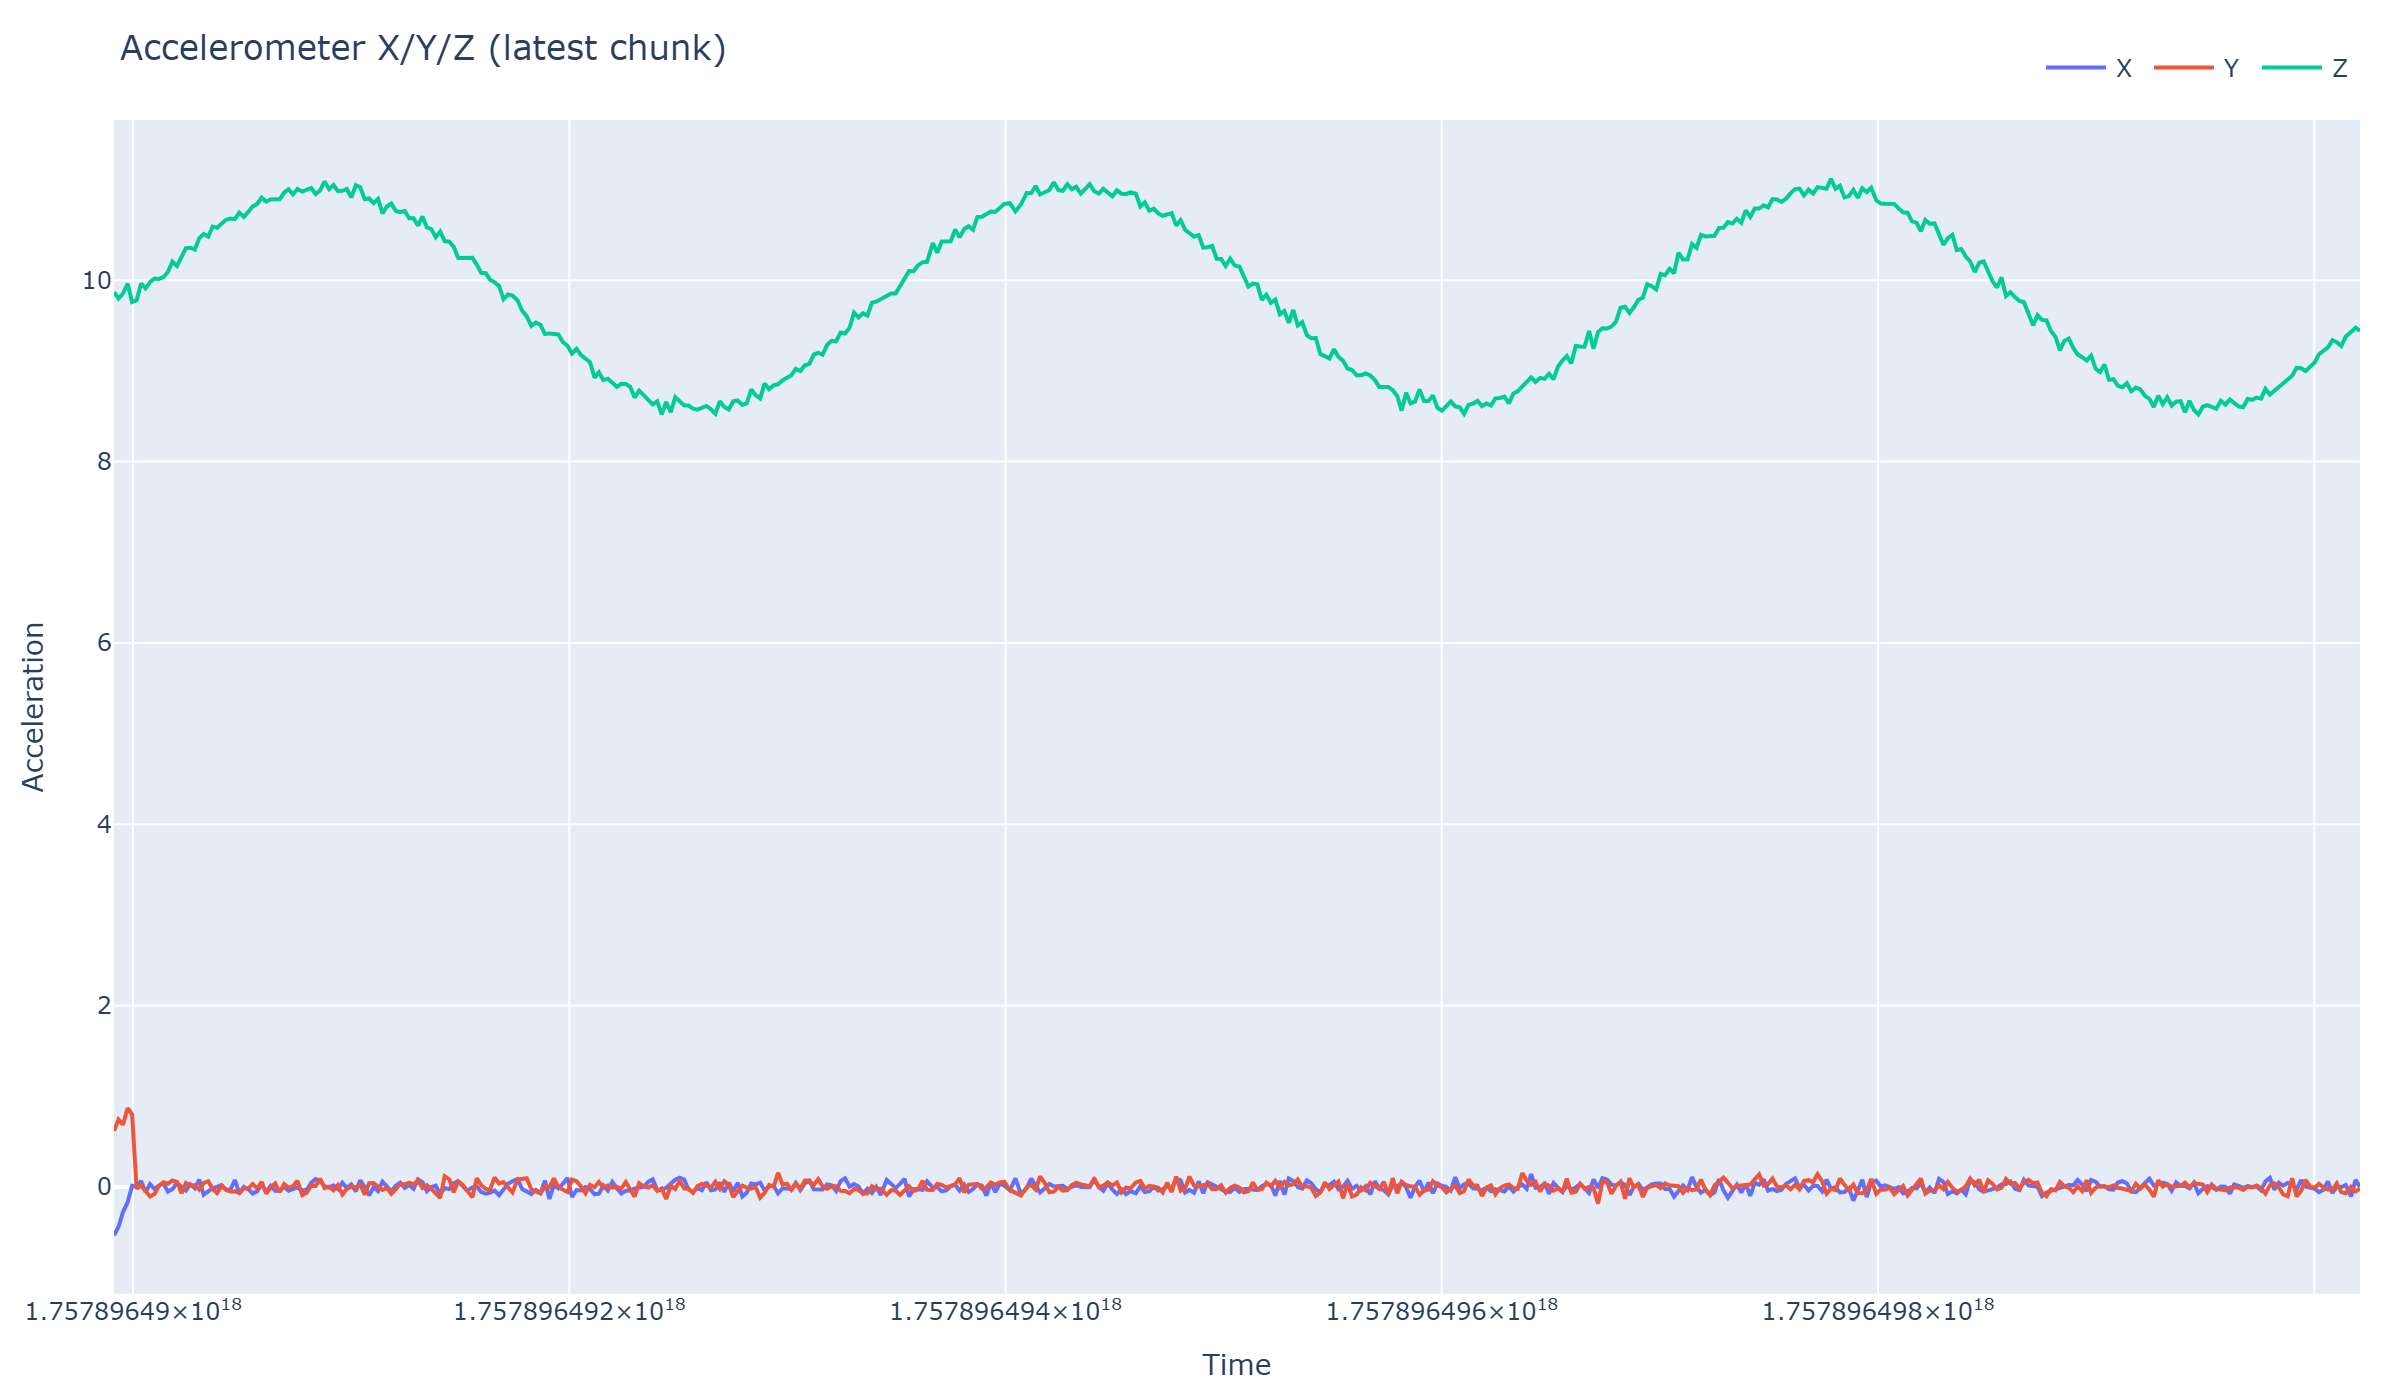 Accelerometer X/Y/Z (latest chunk)
X Y Z
10
8
6
4
2
0
Acceleration
1.75789649×10¹⁸ 1.757896492×10¹⁸ 1.757896494×10¹⁸ 1.757896496×10¹⁸ 1.757896498×10¹⁸
Time